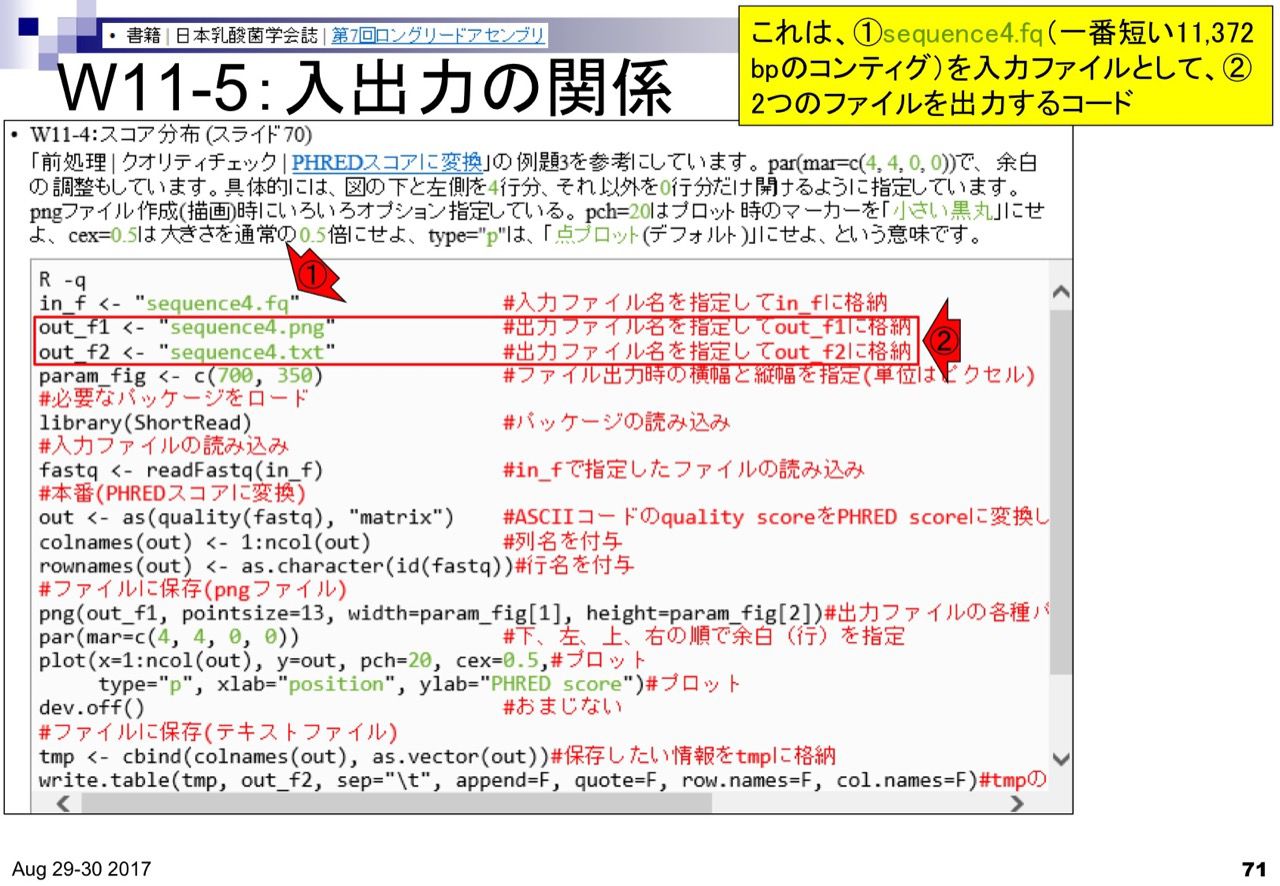 • 書籍 | 日本乳酸菌学会誌 | 第7回ロングリードアセンブリ
W11-5：入出力の関係
これは、①sequence4.fq（一番短い11,372
bpのコンティグ）を入力ファイルとして、②
2つのファイルを出力するコード
• W11-4：スコア分布 (スライド70)
「前処理 | クオリティチェック | PHREDスコアに変換」の例題3を参考にしています。par(mar=c(4, 4, 0, 0))で、余白
の調整もしています。具体的には、図の下と左側を4行分、それ以外を0行分だけ開けるように指定しています。
pngファイル作成(描画)時にいろいろオプション指定している。pch=20はプロット時のマーカーを「小さい黒丸」にせ
よ、cex=0.5は大きさを通常の0.5倍にせよ、type="p"は、「点プロット(デフォルト)」にせよ、という意味です。
①
R -q
in_f <- "sequence4.fq" #入力ファイル名を指定してin_fに格納
out_f1 <- "sequence4.png" #出力ファイル名を指定してout_f1に格納
out_f2 <- "sequence4.txt" #出力ファイル名を指定してout_f2に格納
②
param_fig <- c(700, 350) #ファイル出力時の横幅と縦幅を指定(単位はピクセル)
#必要なパッケージをロード
library(ShortRead) #パッケージの読み込み
#入力ファイルの読み込み
fastq <- readFastq(in_f) #in_fで指定したファイルの読み込み
#本番(PHREDスコアに変換)
out <- as(quality(fastq), "matrix") #ASCIIコードのquality scoreをPHRED scoreに変換し
colnames(out) <- 1:ncol(out) #列名を付与
rownames(out) <- as.character(id(fastq))#行名を付与
#ファイルに保存(pngファイル)
png(out_f1, pointsize=13, width=param_fig[1], height=param_fig[2])#出力ファイルの各種パ
par(mar=c(4, 4, 0, 0)) #下、左、上、右の順で余白（行）を指定
plot(x=1:ncol(out), y=out, pch=20, cex=0.5,#プロット
type="p", xlab="position", ylab="PHRED score")#プロット
dev.off() #おまじない
#ファイルに保存(テキストファイル)
tmp <- cbind(colnames(out), as.vector(out))#保存したい情報をtmpに格納
write.table(tmp, out_f2, sep="\t", append=F, quote=F, row.names=F, col.names=F)#tmpの
Aug 29-30 2017
71